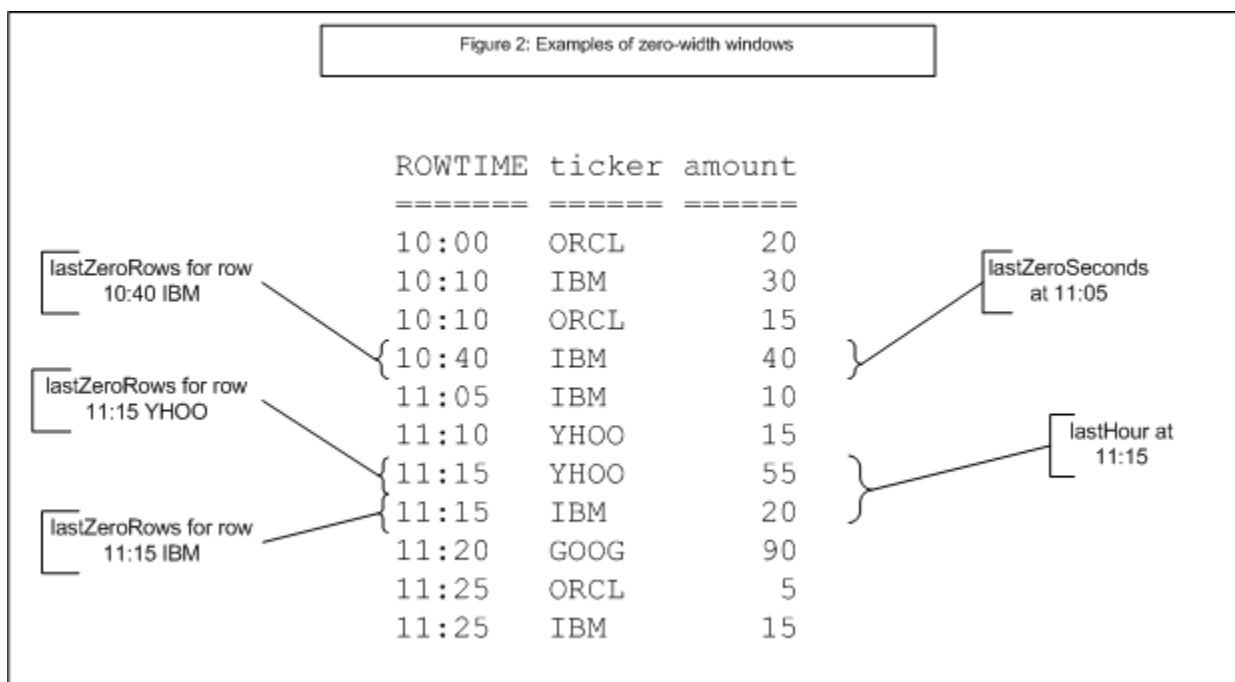 Figure 2: Examples of zero-width windows
ROWTIME ticker amount
======= ====== ======
10:00 ORCL 20
10:10 IBM 30
10:10 ORCL 15
10:40 IBM 40
11:05 IBM 10
11:10 YHOO 15
11:15 YHOO 55
11:15 IBM 20
11:20 GOOG 90
11:25 ORCL 5
11:25 IBM 15
lastZeroRows for row
10:40 IBM
lastZeroRows for row
11:15 YHOO
lastZeroRows for row
11:15 IBM
lastZeroSeconds
at 11:05
lastHour at
11:15